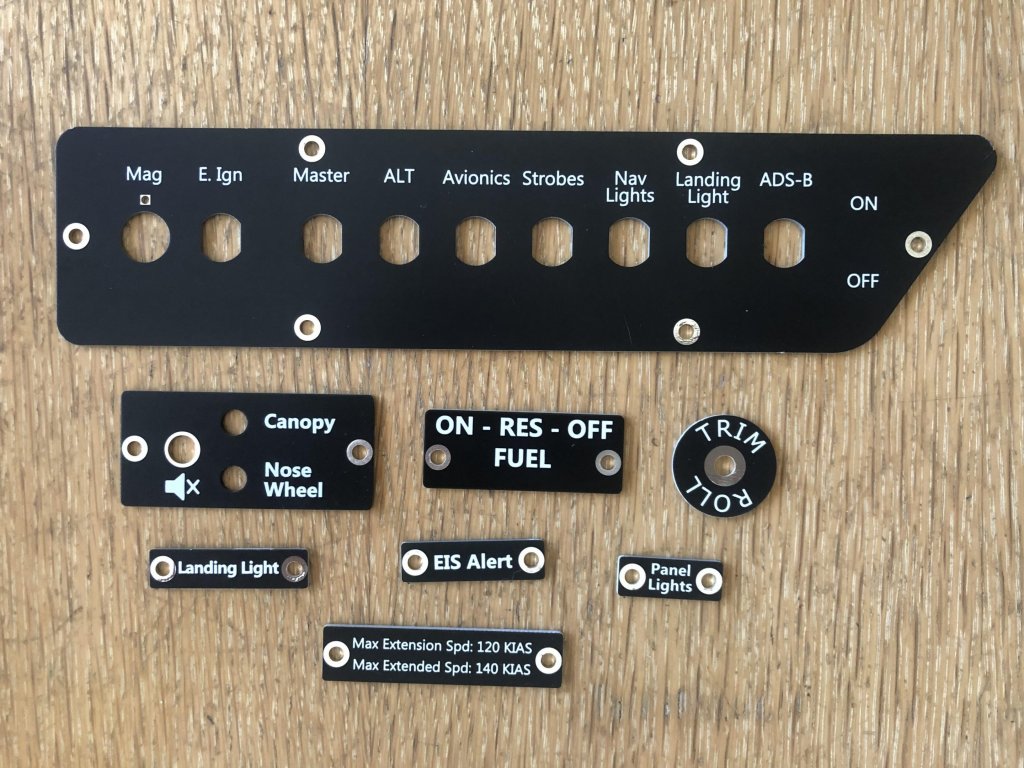 Mag E. Ign Master ALT Avionics Strobes Nav Lights Landing Light ADS-B
ON
OFF
Canopy
Nose
Wheel
ON - RES - OFF
FUEL
TRIM
ROLL
Landing Light
EIS Alert
Panel
Lights
Max Extension Spd: 120 KIAS
Max Extended Spd: 140 KIAS